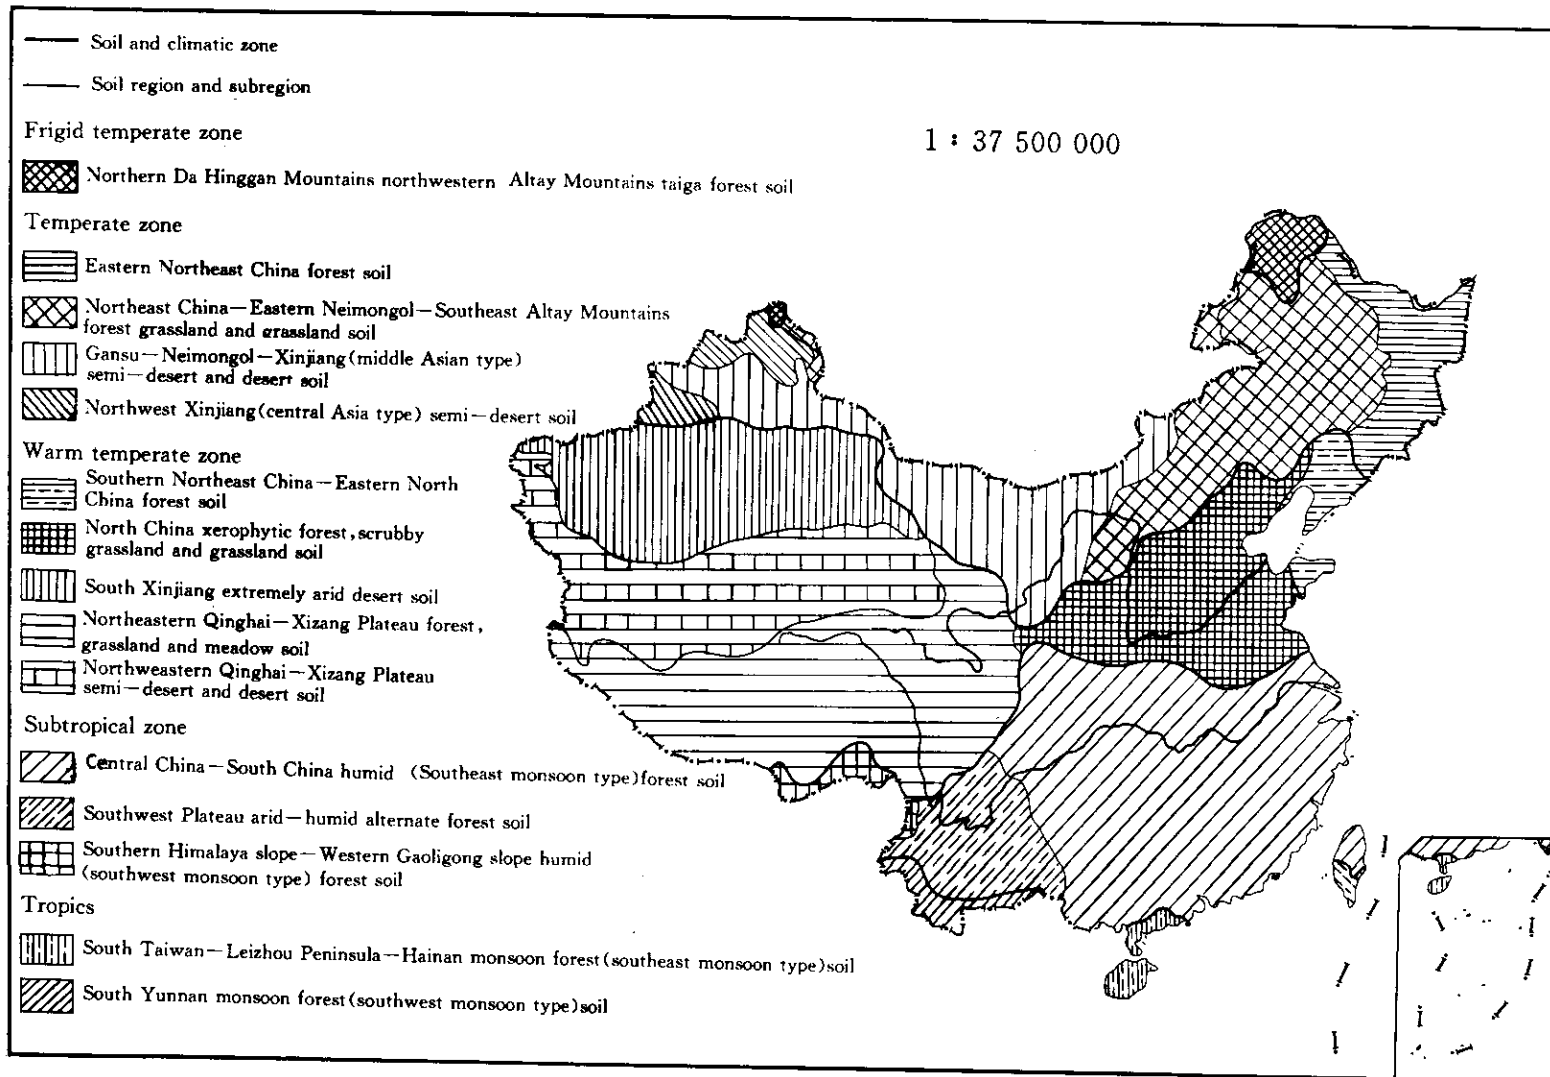 Soil and climatic zone
Soil region and subregion
Frigid temperate zone
1 : 37 500 000
Northern Da Hinggan Mountains northwestern Altay Mountains taiga forest soil
Temperate zone
Eastern Northeast China forest soil
Northeast China—Eastern Neimongol—Southeast Altay Mountains
forest grassland and grassland soil
Gansu—Neimongol—Xinjiang(middle Asian type)
semi—desert and desert soil
Northwest Xinjiang(central Asia type) semi—desert soil
Warm temperate zone
Southern Northeast China—Eastern North
China forest soil
North China xerophytic forest,scrubby
grassland and grassland soil
South Xinjiang extremely arid desert soil
Northeastern Qinghai—Xizang Plateau forest,
grassland and meadow soil
Northweastern Qinghai—Xizang Plateau
semi—desert and desert soil
Subtropical zone
Central China—South China humid (Southeast monsoon type)forest soil
Southwest Plateau arid—humid alternate forest soil
Southern Himalaya slope—Western Gaoligong slope humid
(southwest monsoon type) forest soil
Tropics
South Taiwan—Leizhou Peninsula—Hainan monsoon forest(southeast monsoon type)soil
South Yunnan monsoon forest(southwest monsoon type)soil